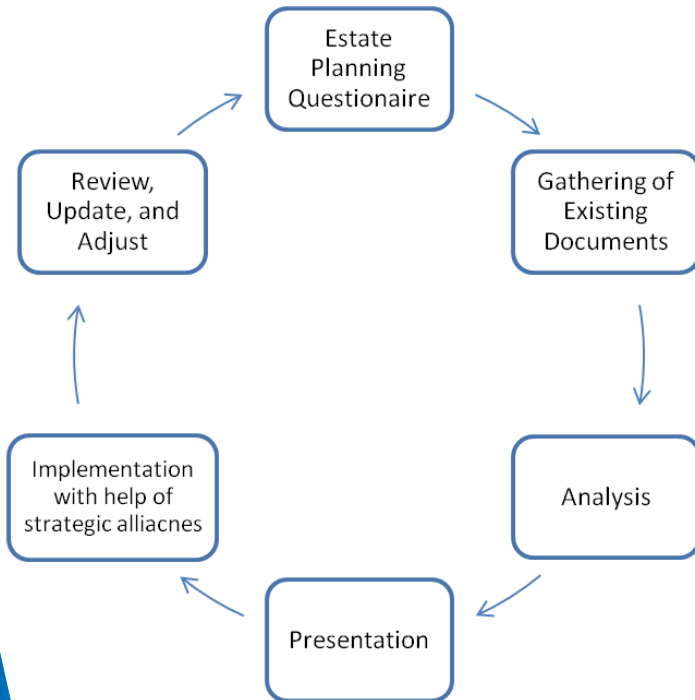 Estate
Planning
Questionaire
Gathering of
Existing
Documents
Analysis
Presentation
Implementation
with help of
strategic alliacnes
Review,
Update, and
Adjust